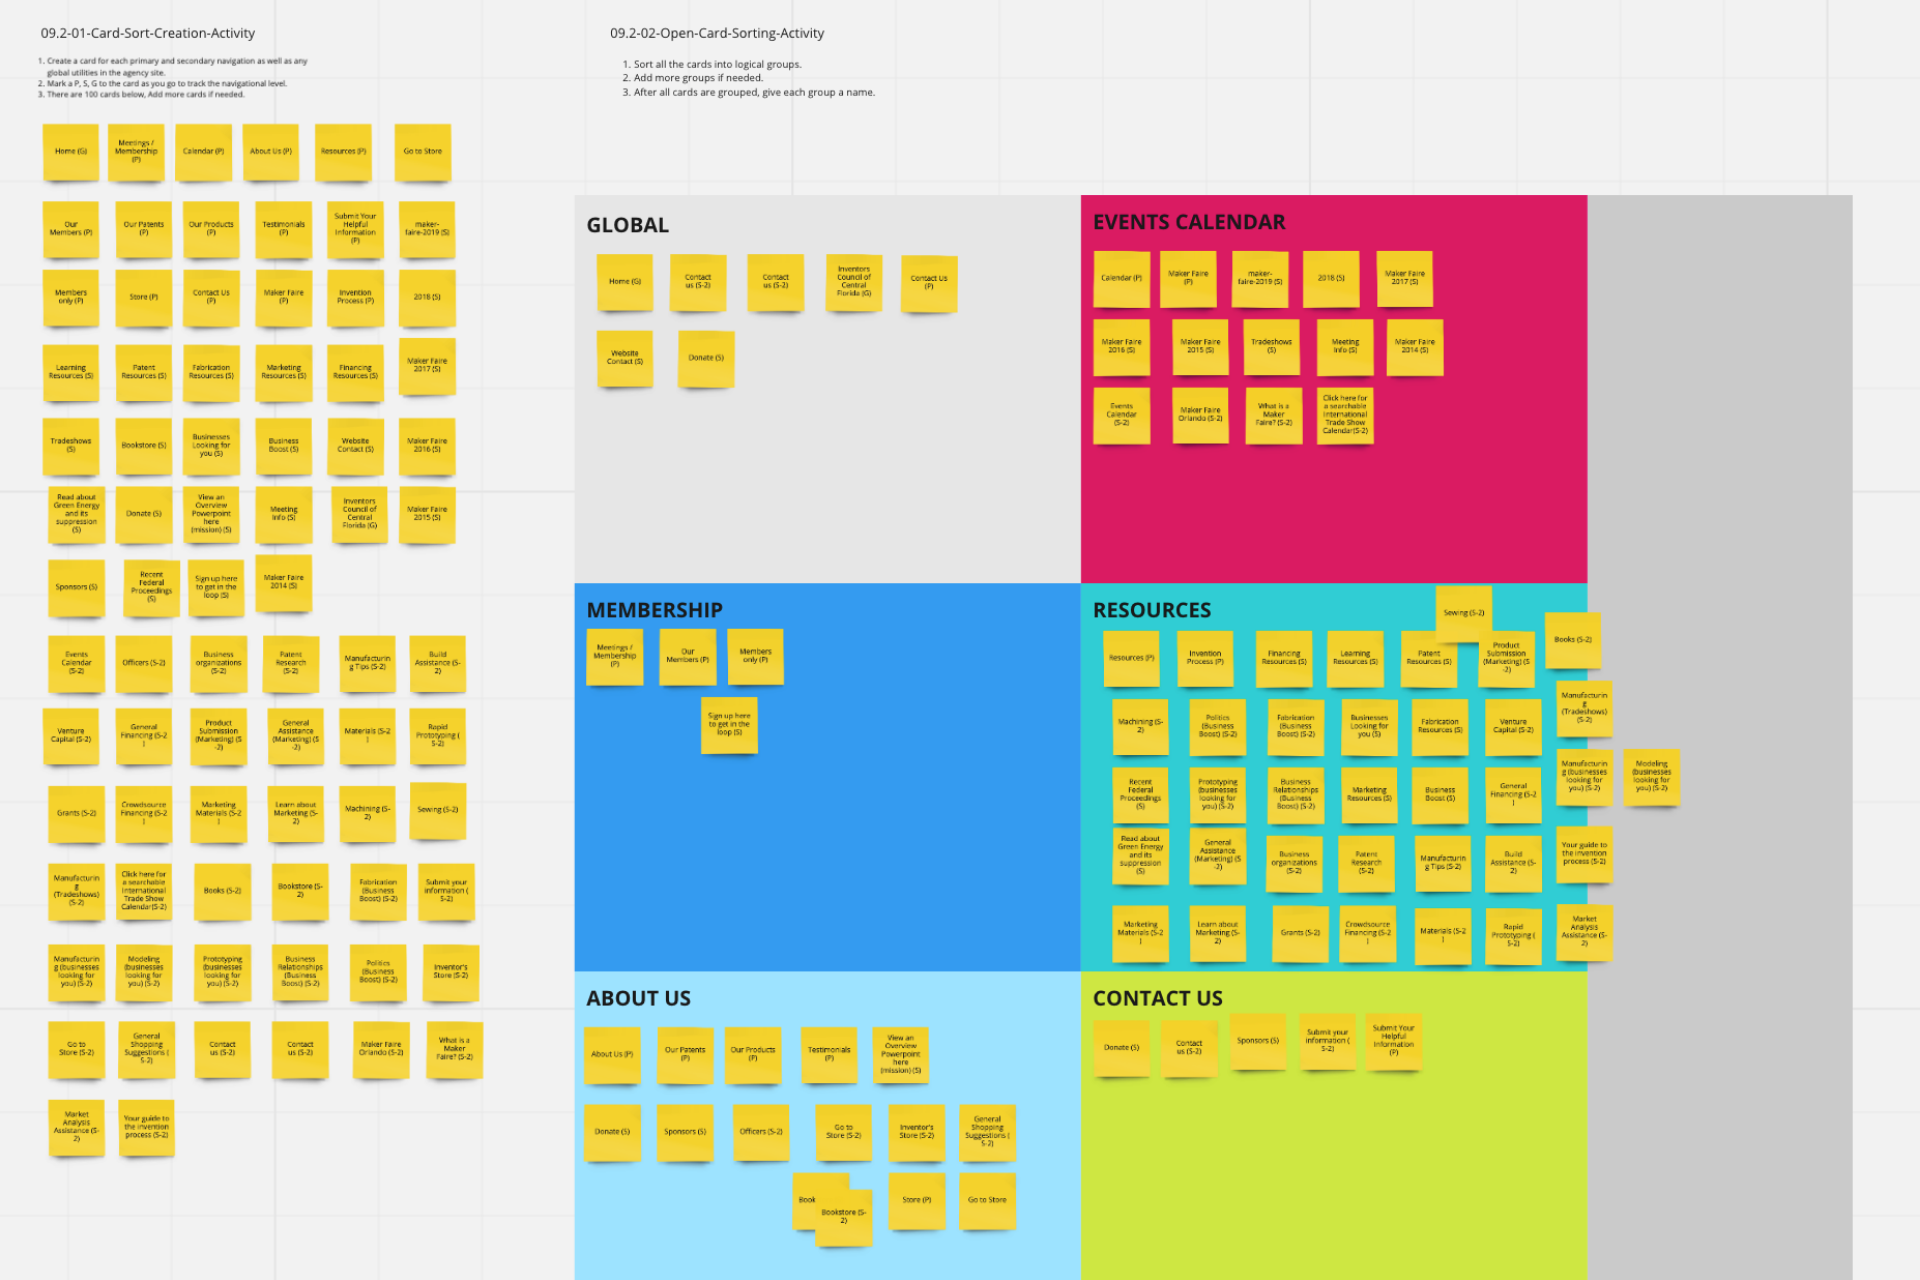 09.2-01-Card-Sort-Creation-Activity
1. Create a card for each primary and secondary navigation as well as any
global utilities in the agency site.
2. Mark a P, S, G to the card as you go to track the navigational level.
3. There are 100 cards below, Add more cards if needed.
Home (G)
Meetings /
Membership
(P)
Calendar (P)
About Us (P)
Resources (P)
Go to Store
Our
Members (P)
Our Patents
(P)
Our Products
(P)
Testimonials
(P)
Submit Your
Helpful
Information
(P)
maker-
faire-2019 (S)
Members
only (P)
Store (P)
Contact Us
(P)
Maker Faire
(P)
Invention
Process (P)
2018 (S)
Learning
Resources (S)
Patent
Resources (S)
Fabrication
Resources (S)
Marketing
Resources (S)
Financing
Resources (S)
Maker Faire
2017 (S)
Tradeshows
(S)
Bookstore (S)
Businesses
Looking for
you (S)
Business
Boost (S)
Website
Contact (S)
Maker Faire
2016 (S)
Read about
Green Energy
and its
suppression
(S)
Donate (S)
View an
Overview
Powerpoint
here
(mission) (S)
Meeting
Info (S)
Inventors
Council of
Central
Florida (G)
Maker Faire
2015 (S)
Sponsors (S)
Recent
Federal
Proceedings
(S)
Sign up here
to get in the
loop (S)
Maker Faire
2014 (S)
Events
Calendar
(S-2)
Officers (S-2)
Business
organizations
(S-2)
Patent
Research
(S-2)
Manufacturin
g Tips (S-2)
Build
Assistance (S-
2)
Venture
Capital (S-2)
General
Financing (S-2
)
Product
Submission
(Marketing) (S
-2)
General
Assistance
(Marketing) (S
-2)
Materials (S-2
)
Rapid
Prototyping (
S-2)
Grants (S-2)
Crowdsource
Financing (S-2
)
Marketing
Materials (S-2
)
Learn about
Marketing (S-
2)
Machining (S-
2)
Sewing (S-2)
Manufacturin
g
(Tradeshows)
(S-2)
Click here for
a searchable
International
Trade Show
Calendar(S-2)
Books (S-2)
Bookstore (S-
2)
Fabrication
(Business
Boost) (S-2)
Submit your
information (
S-2)
Manufacturin
g (businesses
looking for
you) (S-2)
Modeling
(businesses
looking for
you) (S-2)
Prototyping
(businesses
looking for
you) (S-2)
Business
Relationships
(Business
Boost) (S-2)
Politics
(Business
Boost) (S-2)
Inventor's
Store (S-2)
Go to
Store (S-2)
General
Shopping
Suggestions (
S-2)
Contact
us (S-2)
Contact
us (S-2)
Maker Faire
Orlando (S-2)
What is a
Maker
Faire? (S-2)
Market
Analysis
Assistance (S-
2)
Your guide to
the invention
process (S-2)
09.2-02-Open-Card-Sorting-Activity
1. Sort all the cards into logical groups.
2. Add more groups if needed.
3. After all cards are grouped, give each group a name.
GLOBAL
Home (G)
Contact
us (S-2)
Contact
us (S-2)
Inventors
Council of
Central
Florida (G)
Contact Us
(P)
Website
Contact (S)
Donate (S)
EVENTS CALENDAR
Calendar (P)
Maker Faire
(P)
maker-
faire-2019 (S)
2018 (S)
Maker Faire
2017 (S)
Maker Faire
2016 (S)
Maker Faire
2015 (S)
Tradeshows
(S)
Meeting
Info (S)
Maker Faire
2014 (S)
Events
Calendar
(S-2)
Maker Faire
Orlando (S-2)
What is a
Maker
Faire? (S-2)
Click here for
a searchable
International
Trade Show
Calendar(S-2)
MEMBERSHIP
Meetings /
Membership
(P)
Our
Members (P)
Members
only (P)
Sign up here
to get in the
loop (S)
RESOURCES
Sewing (S-2)
Books (S-2)
Resources (P)
Invention
Process (P)
Financing
Resources (S)
Learning
Resources (S)
Patent
Resources (S)
Product
Submission
(Marketing) (S
-2)
Manufacturin
g
(Tradeshows)
(S-2)
Machining (S-
2)
Politics
(Business
Boost) (S-2)
Fabrication
(Business
Boost) (S-2)
Businesses
Looking for
you (S)
Fabrication
Resources (S)
Venture
Capital (S-2)
Manufacturin
g (businesses
looking for
you) (S-2)
Modeling
(businesses
looking for
you) (S-2)
Recent
Federal
Proceedings
(S)
Prototyping
(businesses
looking for
you) (S-2)
Business
Relationships
(Business
Boost) (S-2)
Marketing
Resources (S)
Business
Boost (S)
General
Financing (S-2
)
Read about
Green Energy
and its
suppression
(S)
General
Assistance
(Marketing) (S
-2)
Business
organizations
(S-2)
Patent
Research
(S-2)
Manufacturin
g Tips (S-2)
Build
Assistance (S-
2)
Your guide to
the invention
process (S-2)
Marketing
Materials (S-2
)
Learn about
Marketing (S-
2)
Grants (S-2)
Crowdsource
Financing (S-2
)
Materials (S-2
)
Rapid
Prototyping (
S-2)
Market
Analysis
Assistance (S-
2)
ABOUT US
About Us (P)
Our Patents
(P)
Our Products
(P)
Testimonials
(P)
View an
Overview
Powerpoint
here
(mission) (S)
Donate (S)
Sponsors (S)
Officers (S-2)
Go to
Store (S-2)
Inventor's
Store (S-2)
General
Shopping
Suggestions (
S-2)
Book
Bookstore (S-
2)
Store (P)
Go to Store
CONTACT US
Donate (S)
Contact
us (S-2)
Sponsors (S)
Submit your
information (
S-2)
Submit Your
Helpful
Information
(P)